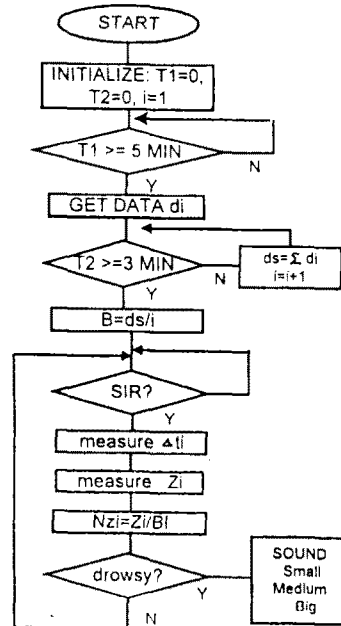 START
INITIALIZE: T1=0,
T2=0, i=1
T1 >= 5 MIN
N
Y
GET DATA di
T2 >=3 MIN
N
ds=Σ di
i=i+1
Y
B=ds/i
SIR?
Y
measure Δti
measure Zi
Nzi=Zi/Bi
drowsy?
Y
N
SOUND
Small
Medium
Big